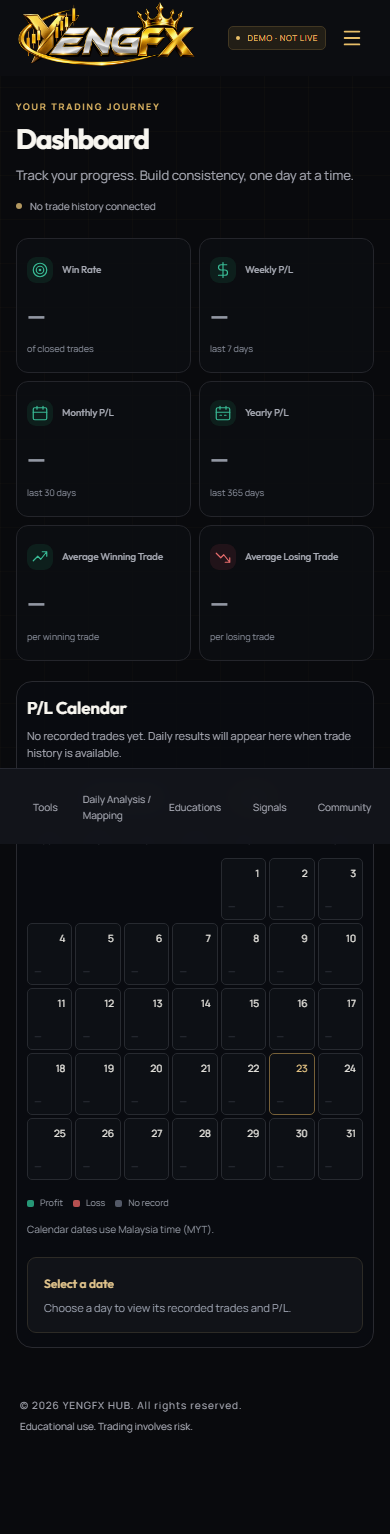 YENGFX
DEMO - NOT LIVE
YOUR TRADING JOURNEY
Dashboard
Track your progress. Build consistency, one day at a time.
No trade history connected
Win Rate
—
of closed trades
Weekly P/L
—
last 7 days
Monthly P/L
—
last 30 days
Yearly P/L
—
last 365 days
Average Winning Trade
—
per winning trade
Average Losing Trade
—
per losing trade
P/L Calendar
No recorded trades yet. Daily results will appear here when trade
history is available.
Tools
Daily Analysis /
Mapping
Educations
Signals
Community
1 2 3
— — —
4 5 6 7 8 9 10
— — — — — — —
11 12 13 14 15 16 17
— — — — — — —
18 19 20 21 22 23 24
— — — — — — —
25 26 27 28 29 30 31
— — — — — — —
Profit Loss No record
Calendar dates use Malaysia time (MYT).
Select a date
Choose a day to view its recorded trades and P/L.
© 2026 YENGFX HUB. All rights reserved.
Educational use. Trading involves risk.